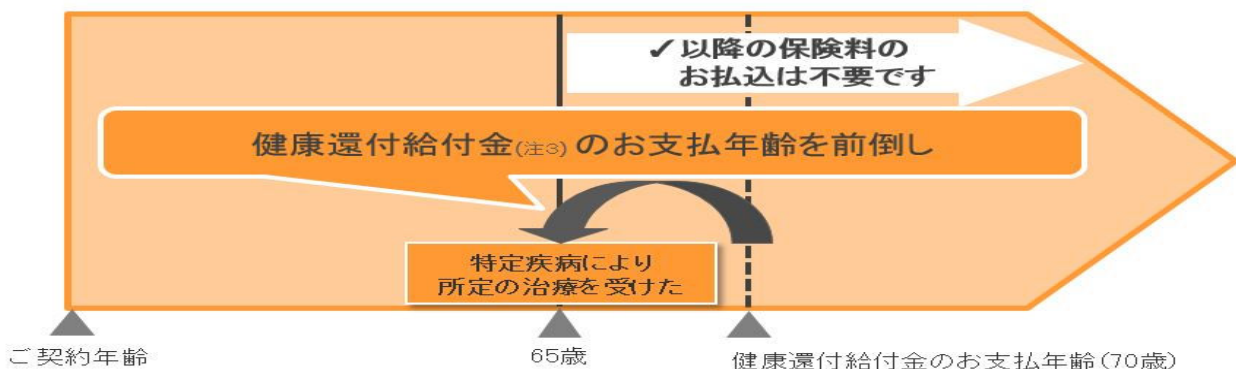 ✓以降の保険料の
お払込は不要です
健康還付給付金(注3)のお支払年齢を前倒し
特定疾病により
所定の治療を受けた
ご契約年齢
65歳
健康還付給付金のお支払年齢(70歳)